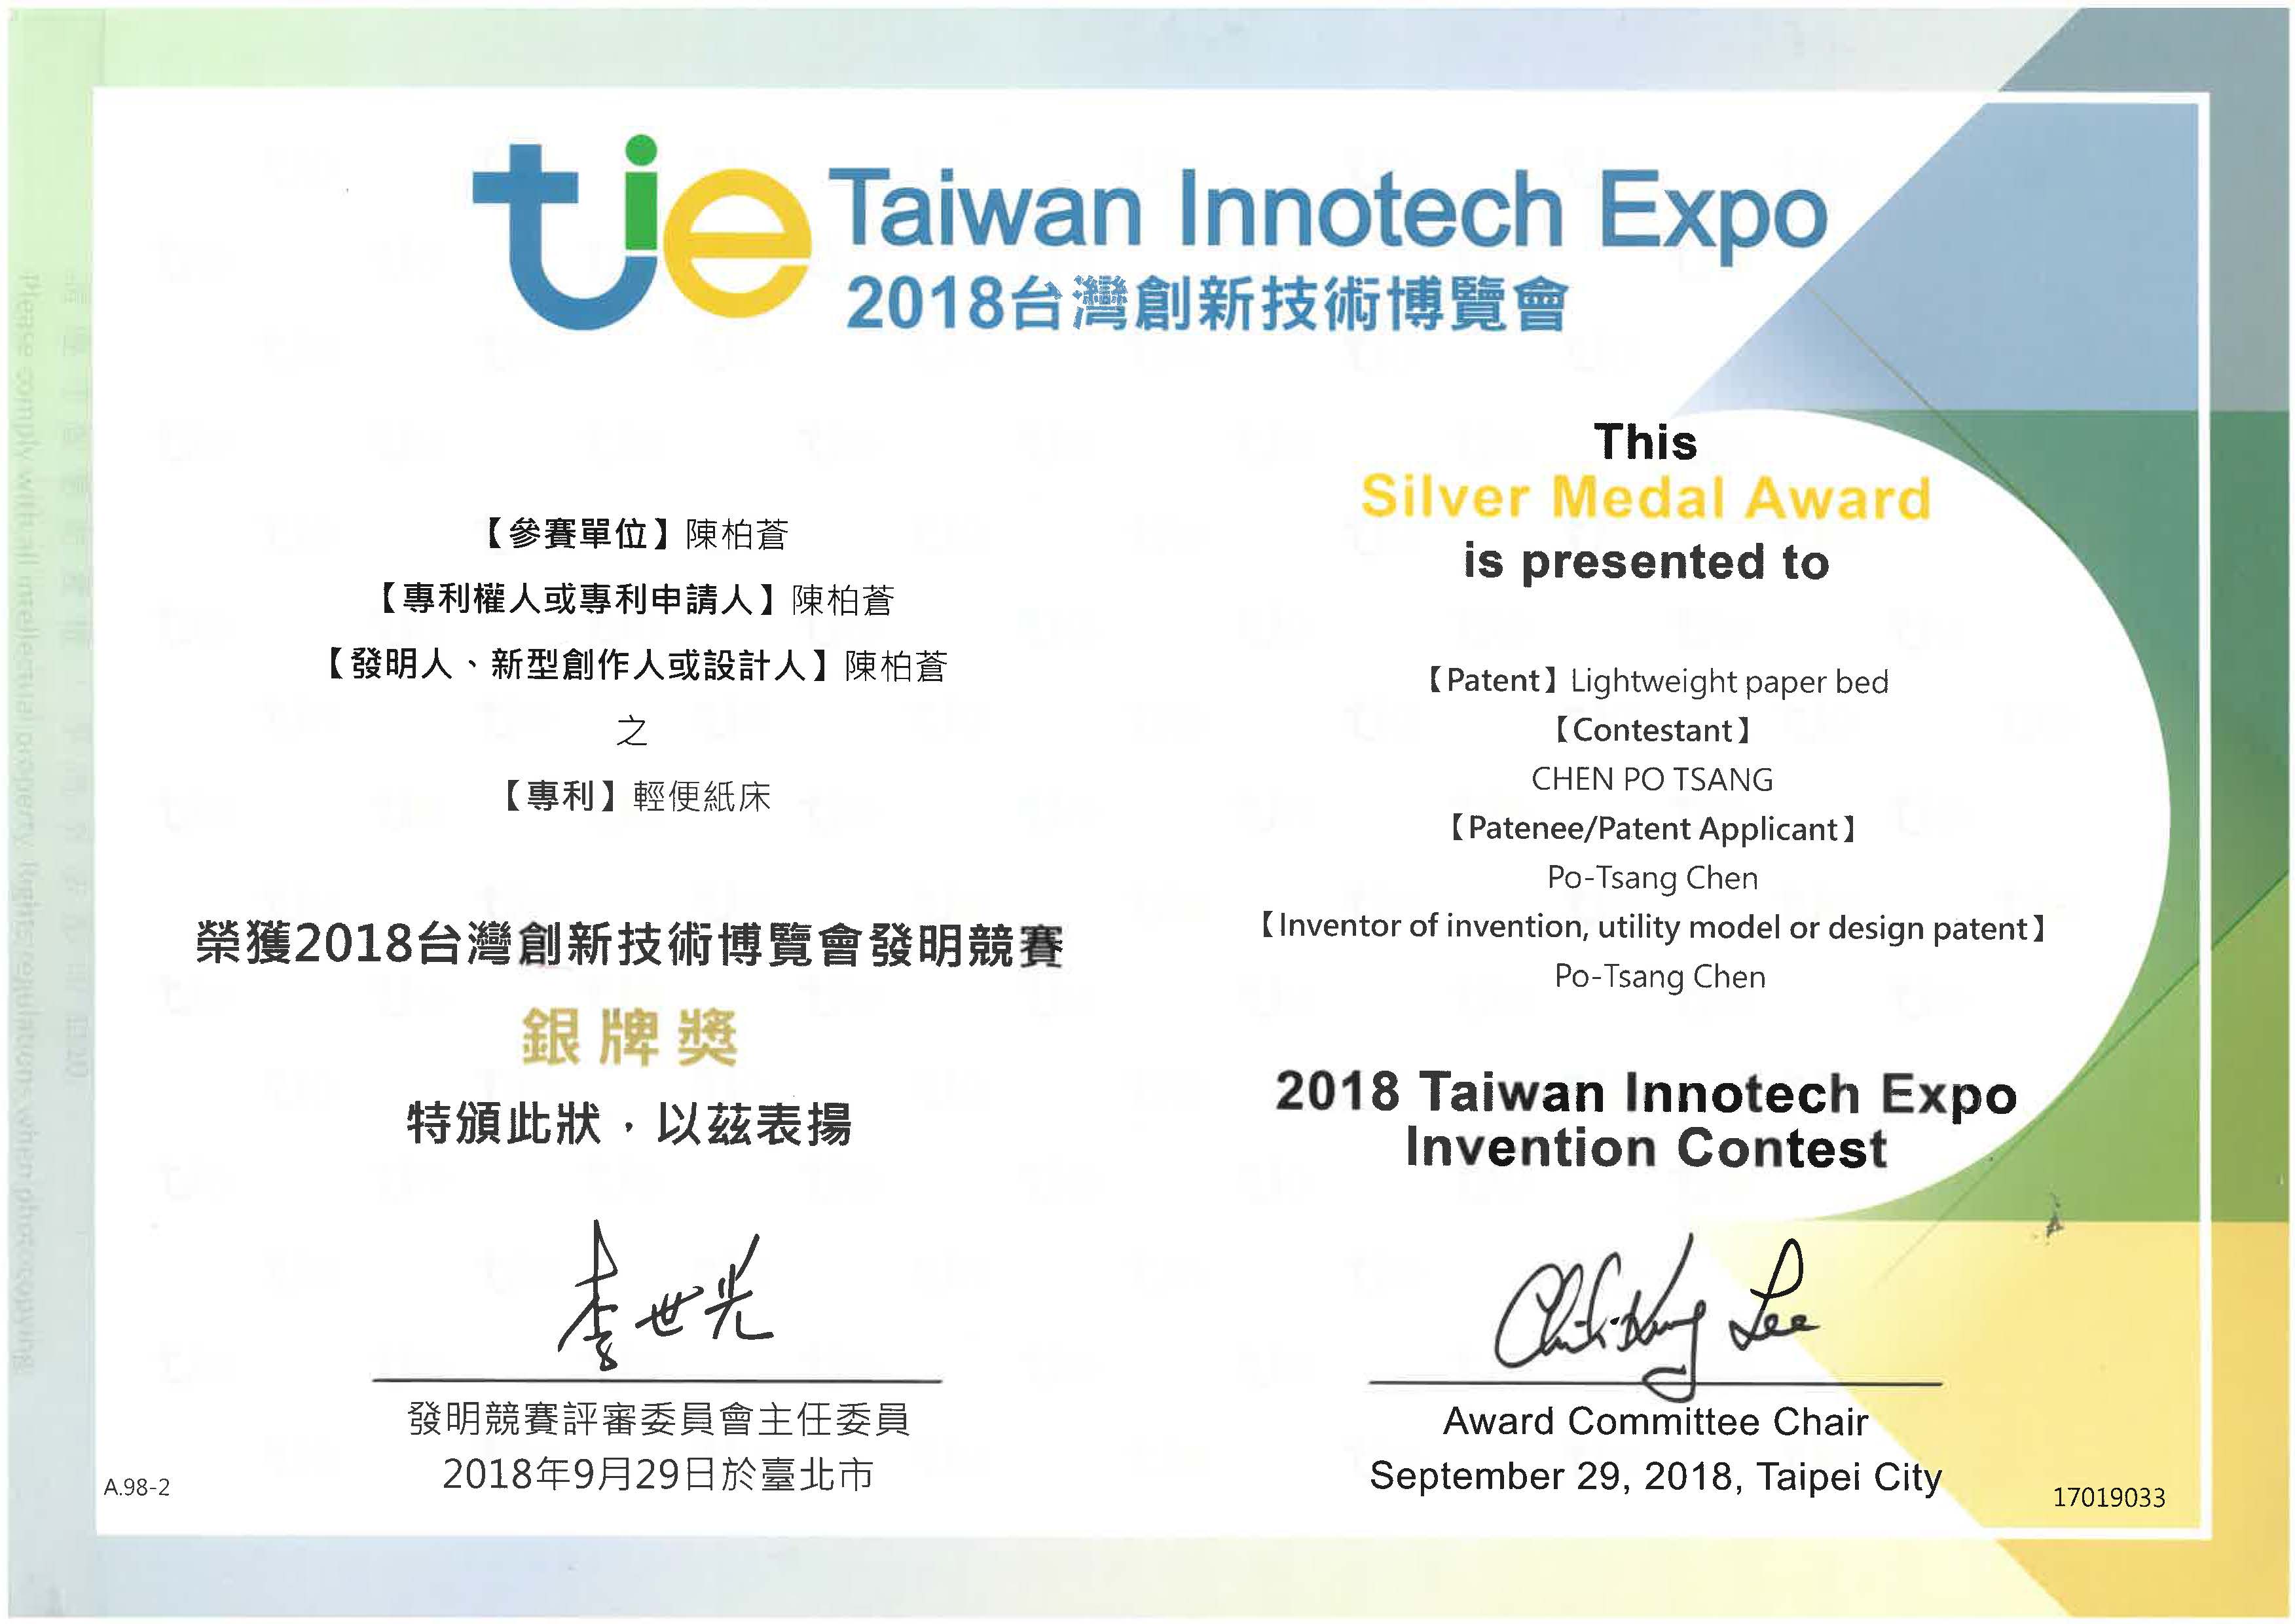 tie Taiwan Innotech Expo
2018台灣創新技術博覽會
【參賽單位】陳柏蒼
【專利權人或專利申請人】陳柏蒼
【發明人、新型創作人或設計人】陳柏蒼
之
【專利】輕便紙床
榮獲2018台灣創新技術博覽會發明競賽
銀牌獎
特頒此狀，以茲表揚
李世光
發明競賽評審委員會主任委員
2018年9月29日於臺北市
A.98-2
This
Silver Medal Award
is presented to
【Patent】Lightweight paper bed
【Contestant】
CHEN PO TSANG
【Patenee/Patent Applicant】
Po-Tsang Chen
【Inventor of invention, utility model or design patent】
Po-Tsang Chen
2018 Taiwan Innotech Expo
Invention Contest
Lee
Award Committee Chair
September 29, 2018, Taipei City
17019033
Please comply with all intellectual property rights regulations when photocopying